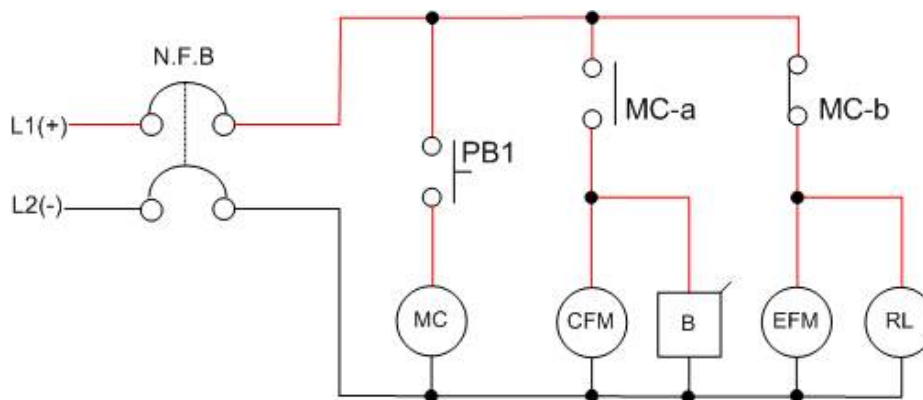 N.F.B
L1(+)
L2(-)
PB1
MC-a
MC-b
MC
CFM
B
EFM
RL